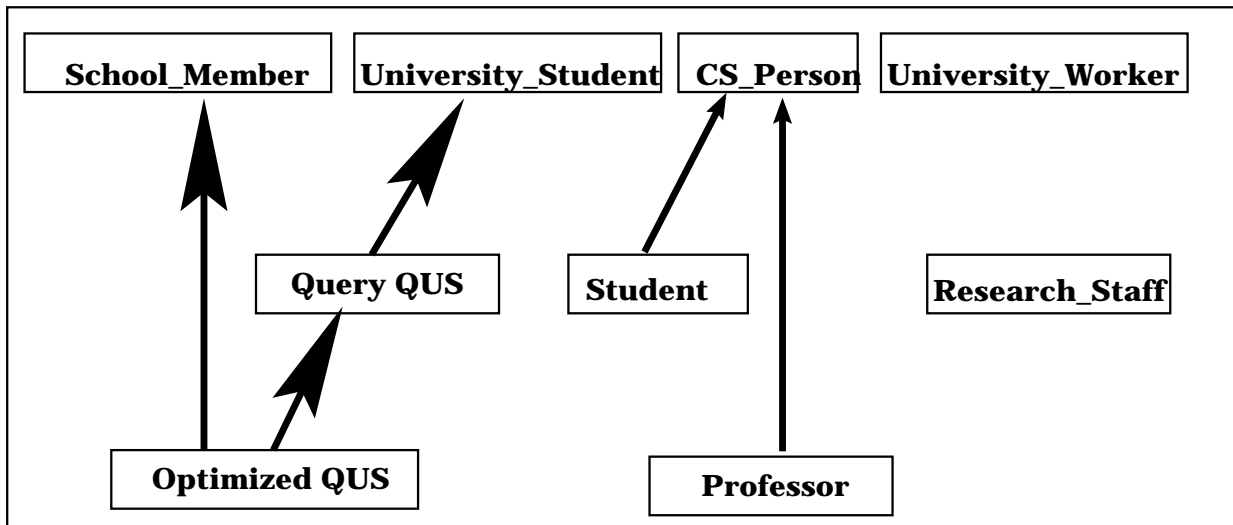 School_Member
University_Student
CS_Person
University_Worker
Query QUS
Student
Research_Staff
Optimized QUS
Professor